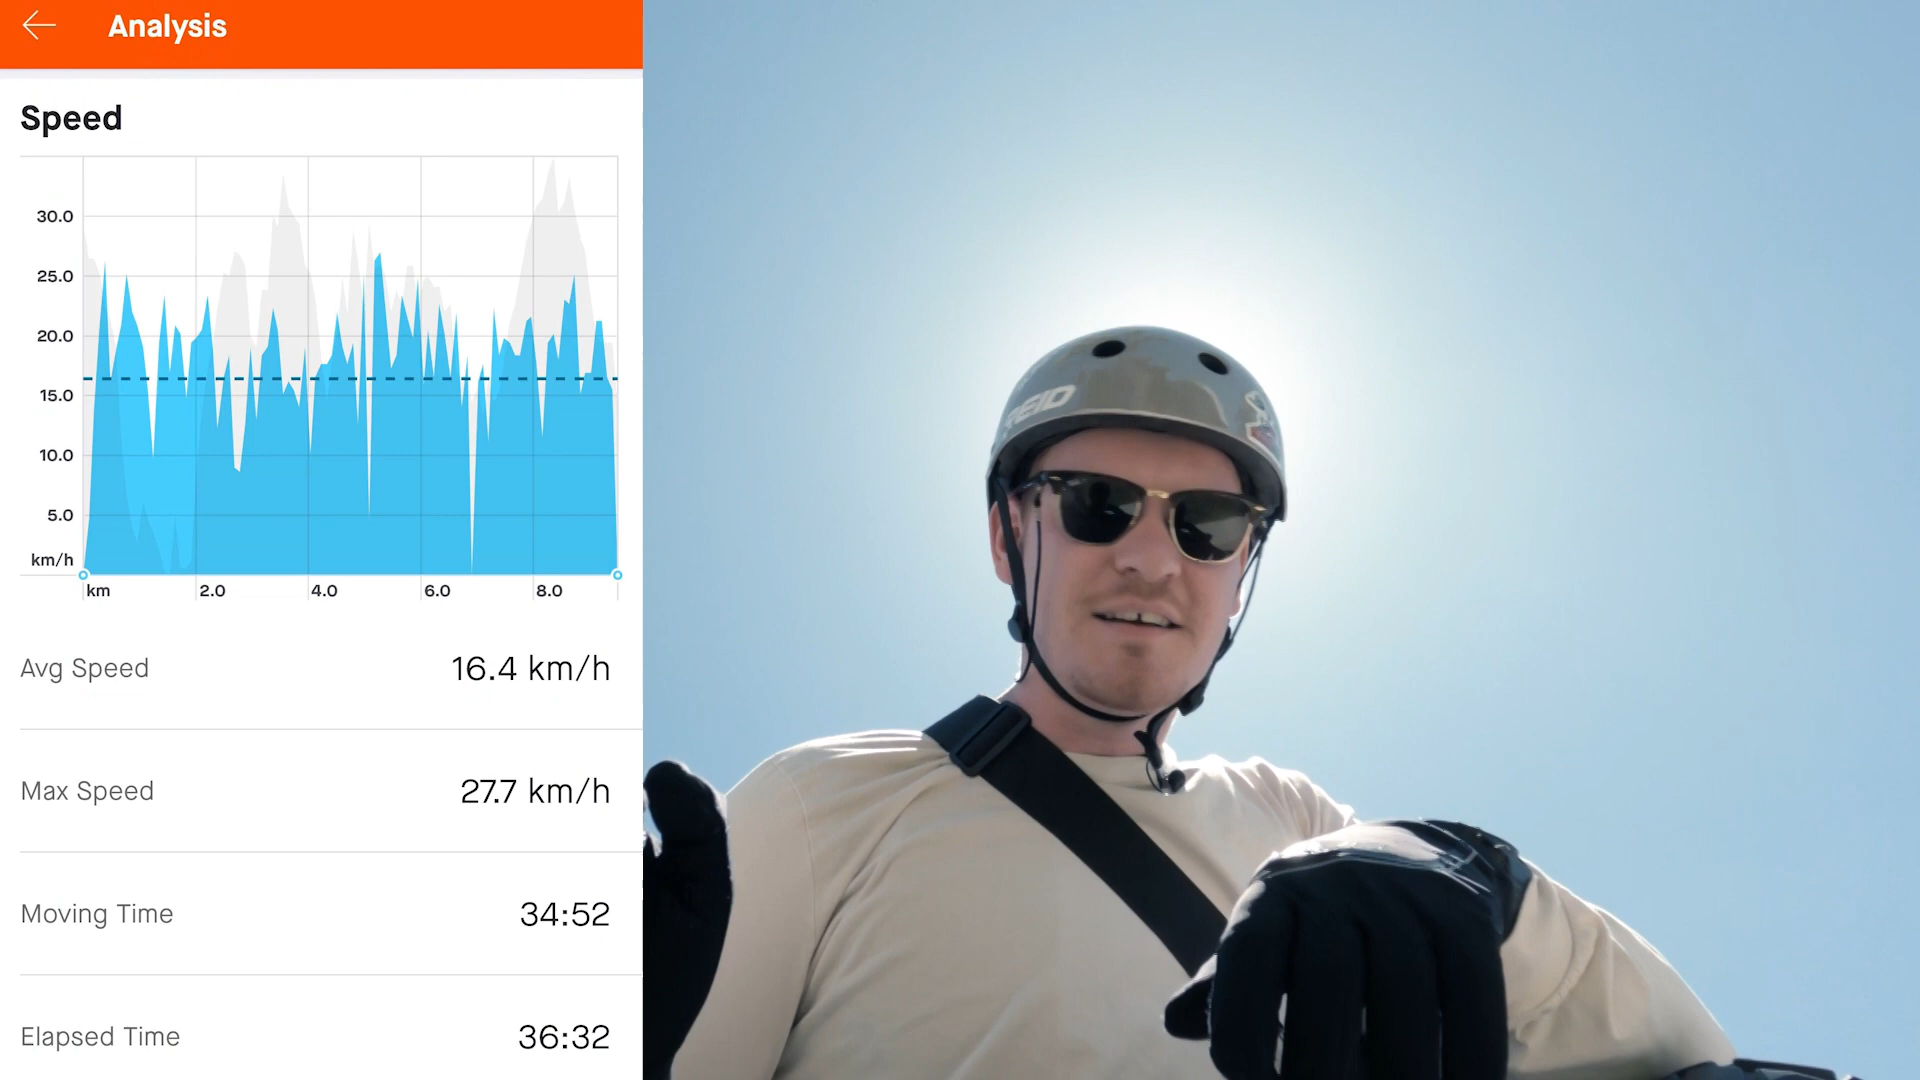 Analysis
Speed
30.0
25.0
20.0
15.0
10.0
5.0
km/h
km 2.0 4.0 6.0 8.0
Avg Speed 16.4 km/h
Max Speed 27.7 km/h
Moving Time 34:52
Elapsed Time 36:32
REID